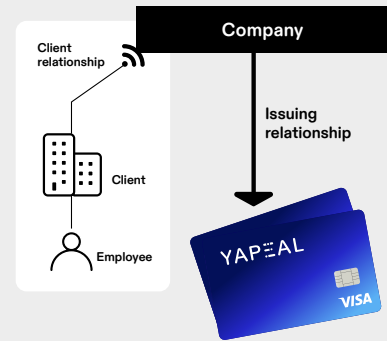 Company
Client
relationship
Issuing
relationship
Client
Employee
YAPEAL
VISA